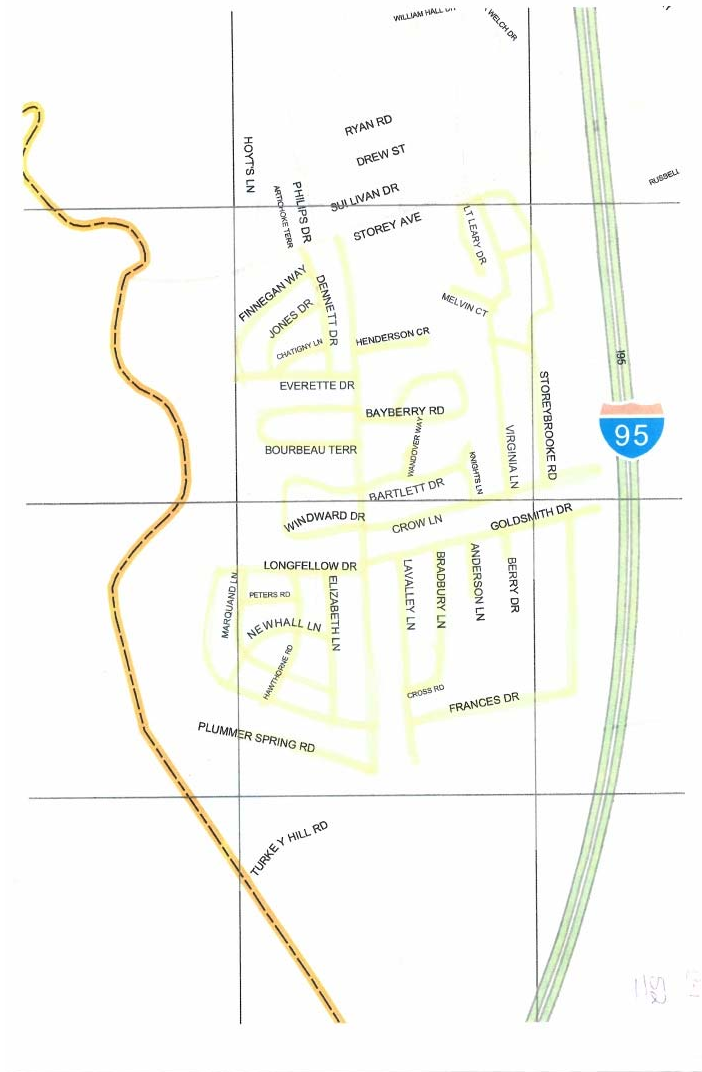 WILLIAM HALL DR
WELCH DR
RYAN RD
HOYT'S LN
DREW ST
RUSSELL
ARTICHOKE TERR
PHILIPS DR
SULLIVAN DR
STOREY AVE
LT LEARY DR
FINNEGAN WAY
DENNETT DR
JONES DR
MELVIN CT
CHATIGNY LN
HENDERSON CR
I95
EVERETTE DR
BAYBERRY RD
STOREYBROOKE RD
95
BOURBEAU TERR
WANDOVER WAY
KNIGHTS LN
VIRGINIA LN
BARTLETT DR
WINDWARD DR
CROW LN
GOLDSMITH DR
LONGFELLOW DR
MARQUAND LN
PETERS RD
ELIZABETH LN
LAVALLEY LN
BRADBURY LN
ANDERSON LN
BERRY DR
NEWHALL LN
HAWTHORNE RD
CROSS RD
FRANCES DR
PLUMMER SPRING RD
TURKEY HILL RD